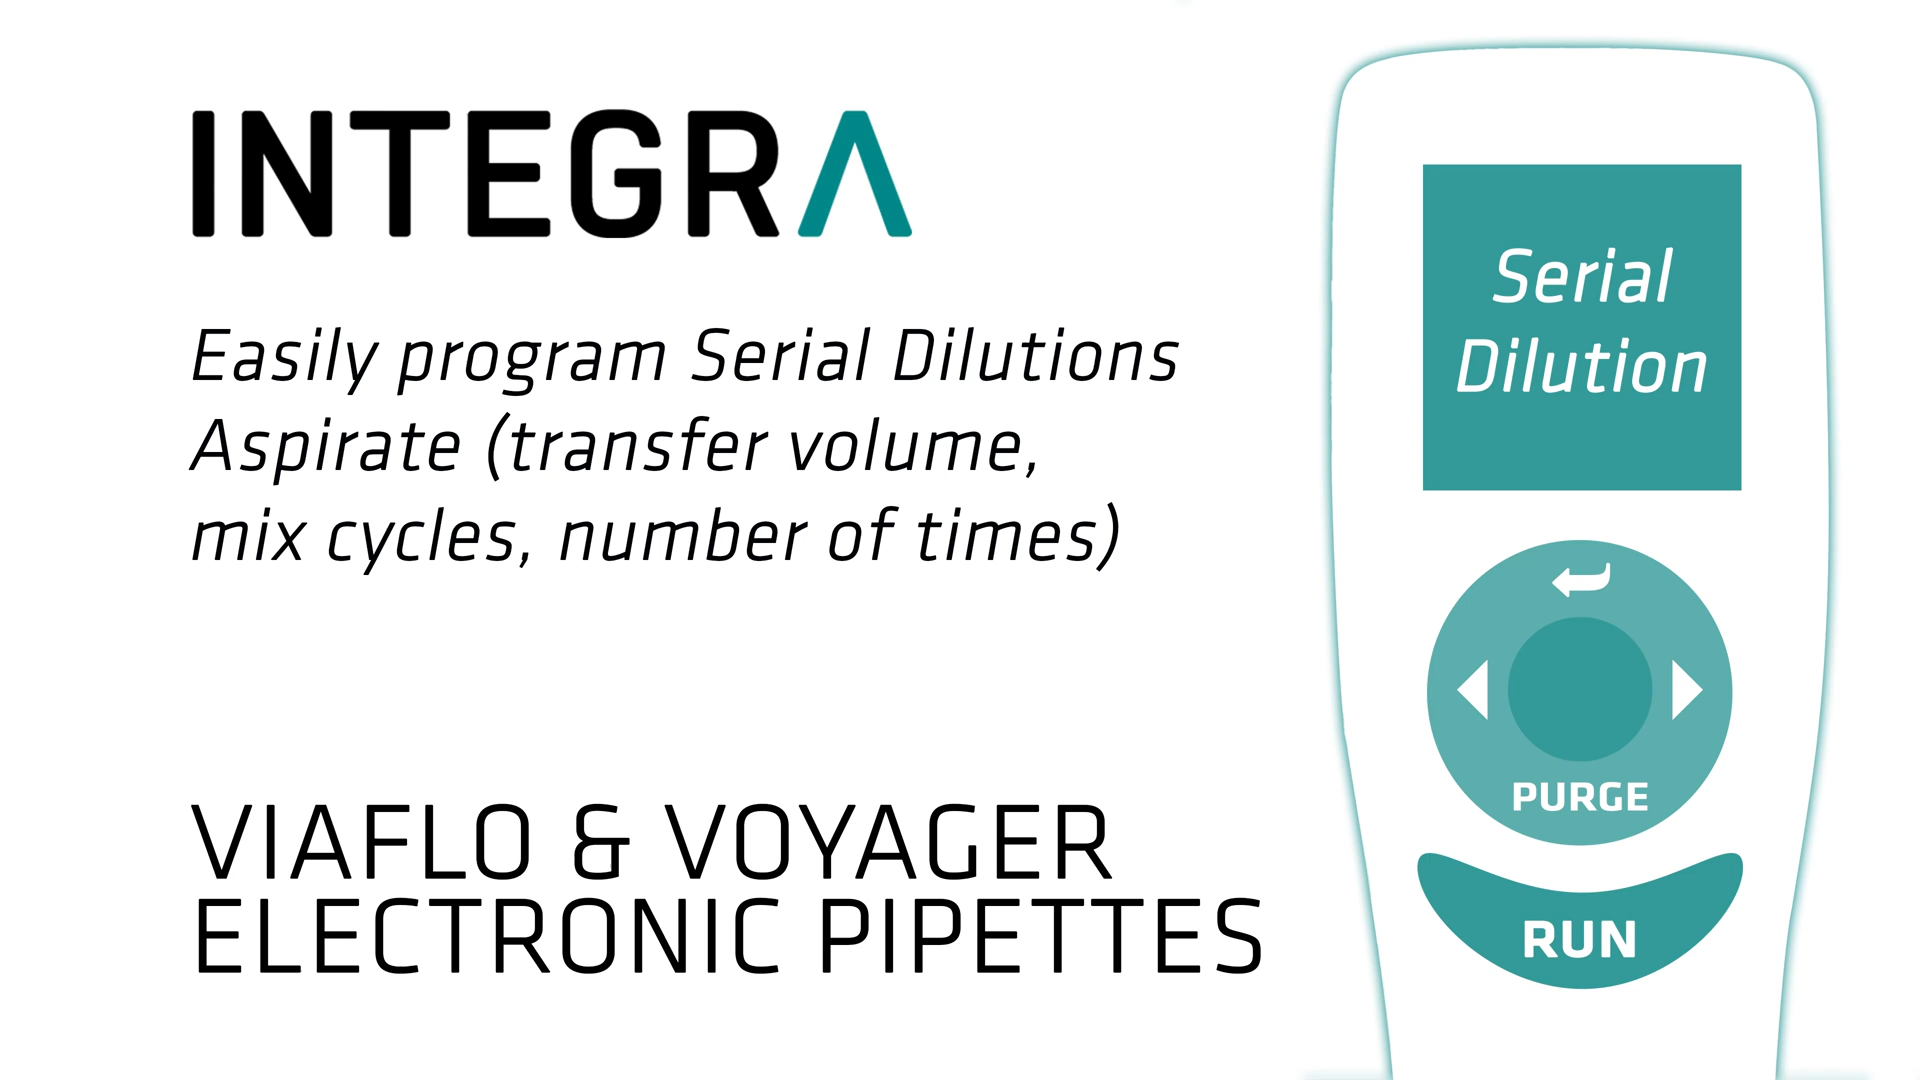 INTEGRA
Easily program Serial Dilutions
Aspirate (transfer volume,
mix cycles, number of times)
VIAFLO & VOYAGER
ELECTRONIC PIPETTES
Serial
Dilution
PURGE
RUN